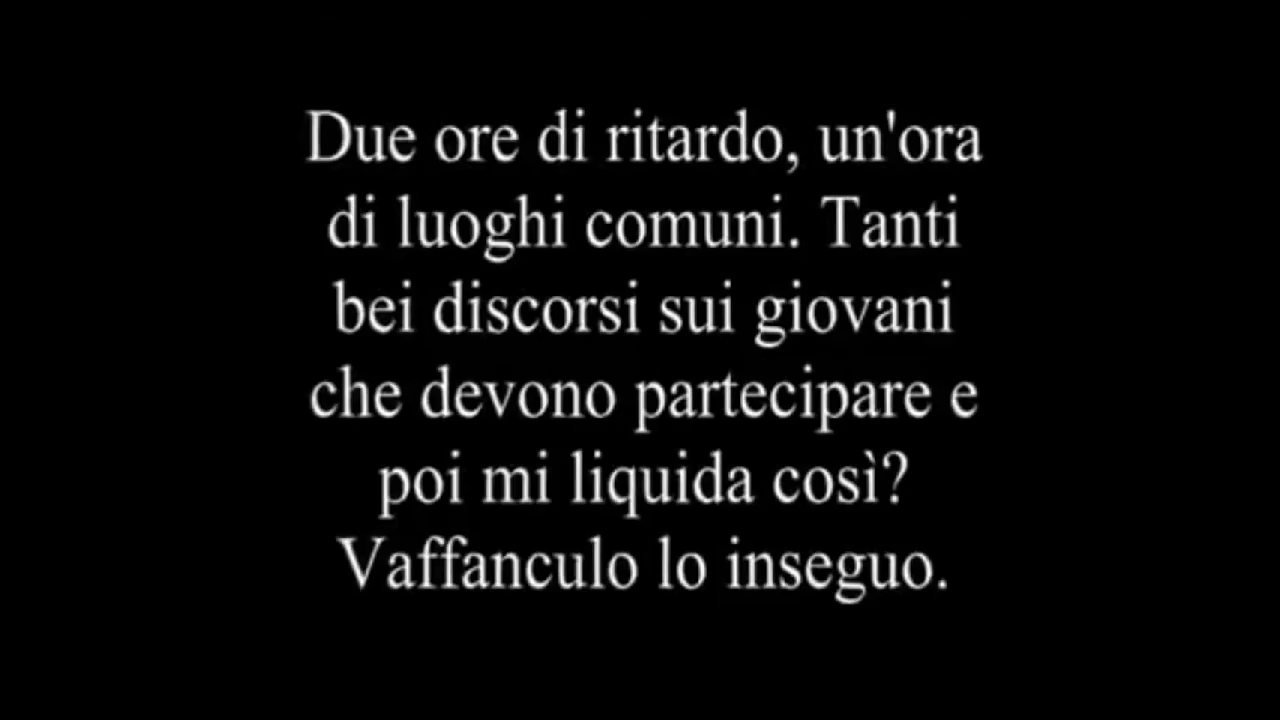 Due ore di ritardo, un'ora
di luoghi comuni. Tanti
bei discorsi sui giovani
che devono partecipare e
poi mi liquida così?
Vaffanculo lo inseguo.